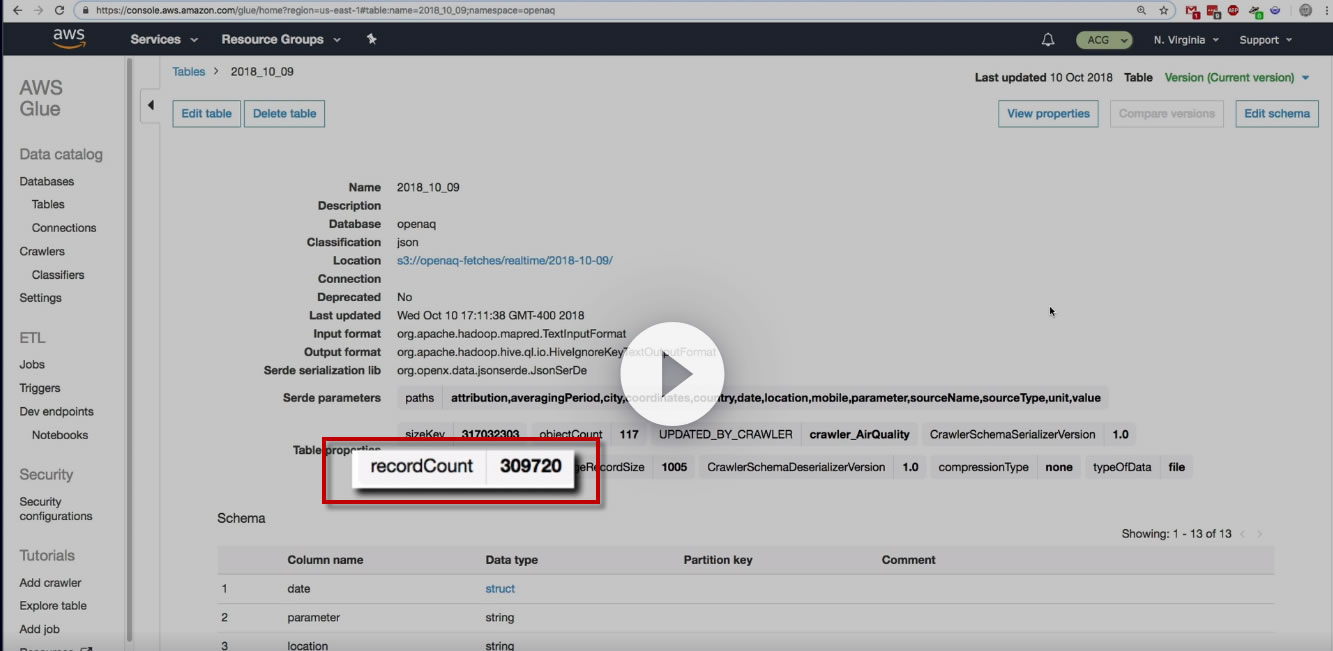 https://console.aws.amazon.com/glue/home?region=us-east-1#table:name=2018_10_09;namespace=openaq
aws Services Resource Groups ACG N. Virginia Support
AWS
Glue
Data catalog
Databases
Tables
Connections
Crawlers
Classifiers
Settings
ETL
Jobs
Triggers
Dev endpoints
Notebooks
Security
Security
configurations
Tutorials
Add crawler
Explore table
Add job
Tables > 2018_10_09
Last updated 10 Oct 2018 Table Version (Current version)
Edit table Delete table View properties Compare versions Edit schema
Name 2018_10_09
Description
Database openaq
Classification json
Location s3://openaq-fetches/realtime/2018-10-09/
Connection
Deprecated No
Last updated Wed Oct 10 17:11:38 GMT-400 2018
Input format org.apache.hadoop.mapred.TextInputFormat
Output format org.apache.hadoop.hive.ql.io.HiveIgnoreKeyTextOutputFormat
Serde serialization lib org.openx.data.jsonserde.JsonSerDe
Serde parameters paths attribution,averagingPeriod,city,coordinates,country,date,location,mobile,parameter,sourceName,sourceType,unit,value
sizeKey 317032303 objectCount 117 UPDATED_BY_CRAWLER crawler_AirQuality CrawlerSchemaSerializerVersion 1.0
Table properties
recordCount 309720 geRecordSize 1005 CrawlerSchemaDeserializerVersion 1.0 compressionType none typeOfData file
Schema
Showing: 1 - 13 of 13 < >
Column name Data type Partition key Comment
1 date struct
2 parameter string
3 location string